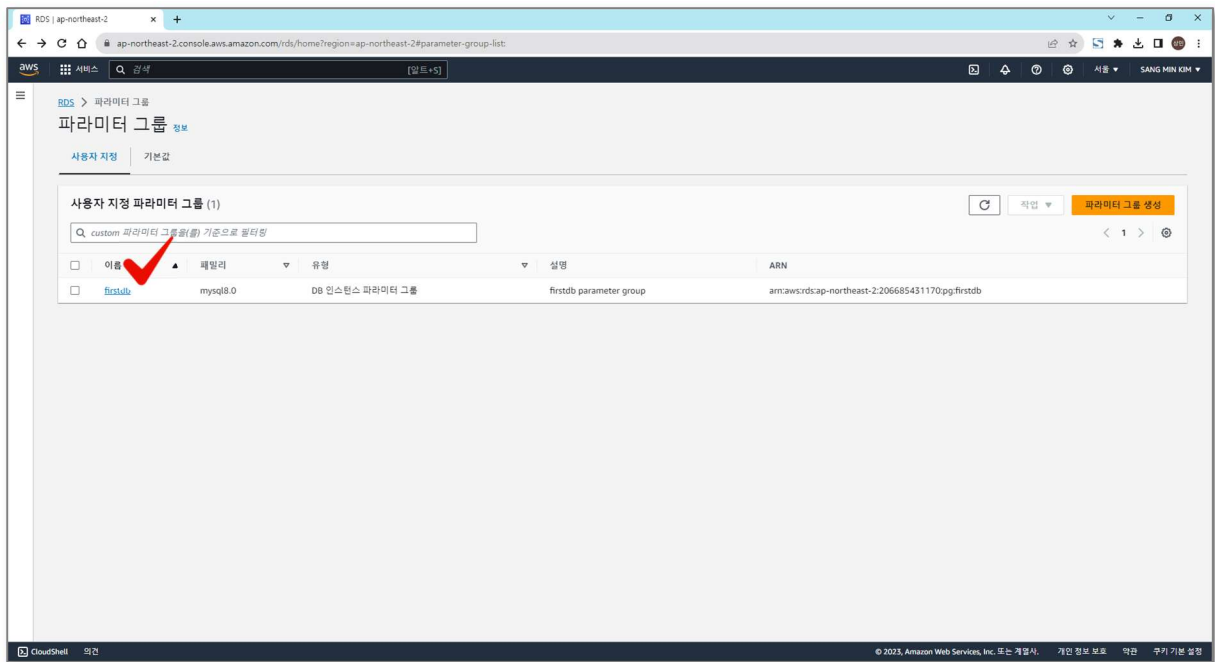 RDS | ap-northeast-2
ap-northeast-2.console.aws.amazon.com/rds/home?region=ap-northeast-2#parameter-group-list:
aws 서비스 검색 [알트+S] 서울 SANG MIN KIM
RDS > 파라미터 그룹
파라미터 그룹 정보
사용자 지정 기본값
사용자 지정 파라미터 그룹 (1) 작업 파라미터 그룹 생성
custom 파라미터 그룹을(를) 기준으로 필터링 < 1 >
이름 패밀리 유형 설명 ARN
firstdb mysql8.0 DB 인스턴스 파라미터 그룹 firstdb parameter group arn:aws:rds:ap-northeast-2:206685431170:pg:firstdb
CloudShell 의견 © 2023, Amazon Web Services, Inc. 또는 계열사. 개인 정보 보호 약관 쿠키 기본 설정